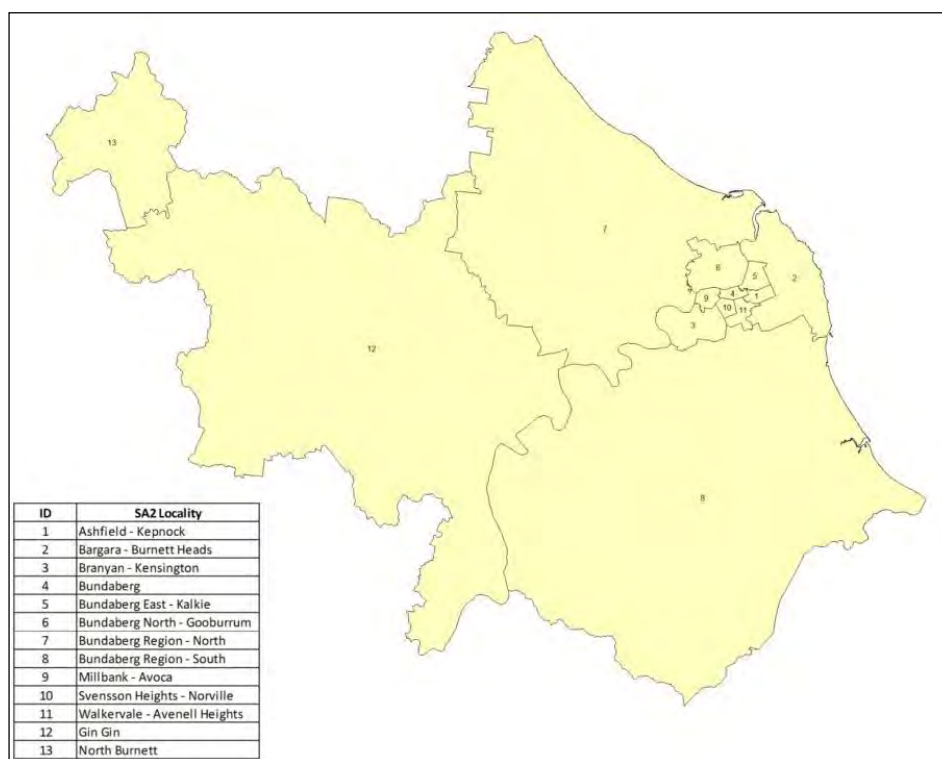 13
7
6
5
2
4
9
1
10
11
3
12
8
ID SA2 Locality
1 Ashfield - Kepnock
2 Bargara - Burnett Heads
3 Branyan - Kensington
4 Bundaberg
5 Bundaberg East - Kalkie
6 Bundaberg North - Gooburrum
7 Bundaberg Region - North
8 Bundaberg Region - South
9 Millbank - Avoca
10 Svensson Heights - Norville
11 Walkervale - Avenell Heights
12 Gin Gin
13 North Burnett